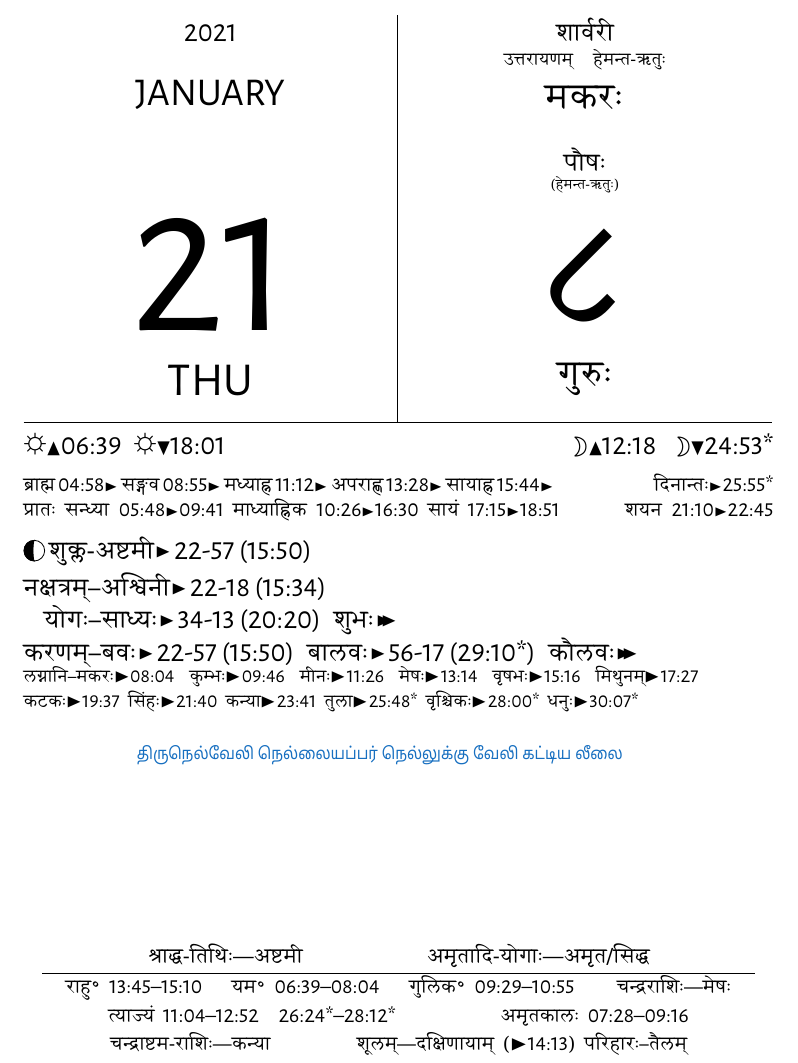 2021
JANUARY
21
THU
शार्वरी
उत्तरायणम् हेमन्त-ऋतुः
मकरः
पौषः
(हेमन्त-ऋतुः)
८
गुरुः
☼▲06:39 ☼▼18:01 ☽▲12:18 ☽▼24:53*
ब्राह्म 04:58► सङ्गव 08:55► मध्याह्न 11:12► अपराह्ण 13:28► सायाह्न 15:44► दिनान्तः►25:55*
प्रातः सन्ध्या 05:48►09:41 माध्याह्निक 10:26►16:30 सायं 17:15►18:51 शयन 21:10►22:45
शुक्ल-अष्टमी► 22-57 (15:50)
नक्षत्रम्–अश्विनी► 22-18 (15:34)
योगः–साध्यः► 34-13 (20:20) शुभः►►
करणम्–बवः► 22-57 (15:50) बालवः► 56-17 (29:10*) कौलवः►►
लग्नानि–मकरः►08:04 कुम्भः►09:46 मीनः►11:26 मेषः►13:14 वृषभः►15:16 मिथुनम्►17:27
कटकः►19:37 सिंहः►21:40 कन्या►23:41 तुला►25:48* वृश्चिकः►28:00* धनुः►30:07*
திருநெல்வேலி நெல்லையப்பர் நெல்லுக்கு வேலி கட்டிய லீலை
श्राद्ध-तिथिः—अष्टमी अमृतादि-योगाः—अमृत/सिद्ध
राहु° 13:45–15:10 यम° 06:39–08:04 गुलिक° 09:29–10:55 चन्द्रराशिः—मेषः
त्याज्यं 11:04–12:52 26:24*–28:12* अमृतकालः 07:28–09:16
चन्द्राष्टम-राशिः—कन्या शूलम्—दक्षिणायाम् (►14:13) परिहारः–तैलम्